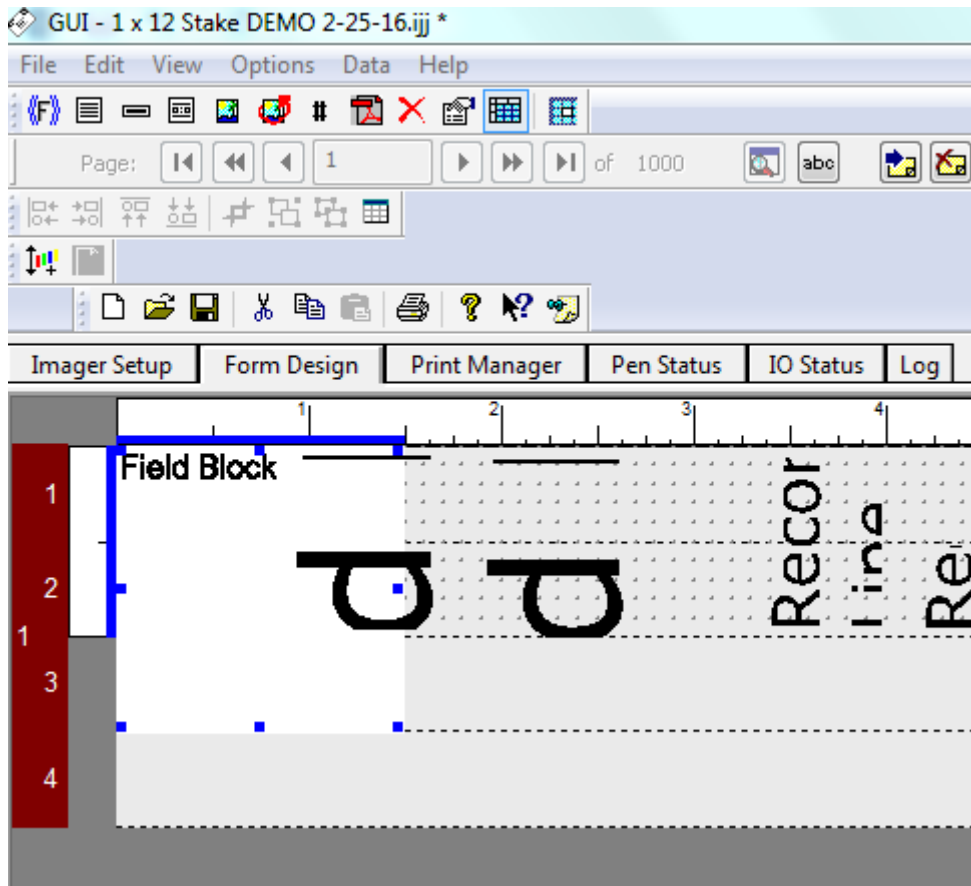 GUI - 1 x 12 Stake DEMO 2-25-16.ijj *
File Edit View Options Data Help
{F} #
Page: 1 of 1000 abc
Imager Setup Form Design Print Manager Pen Status IO Status Log
1 2 3 4
Field Block
1
2
1
3
4
d
d
Recor
Line
Re